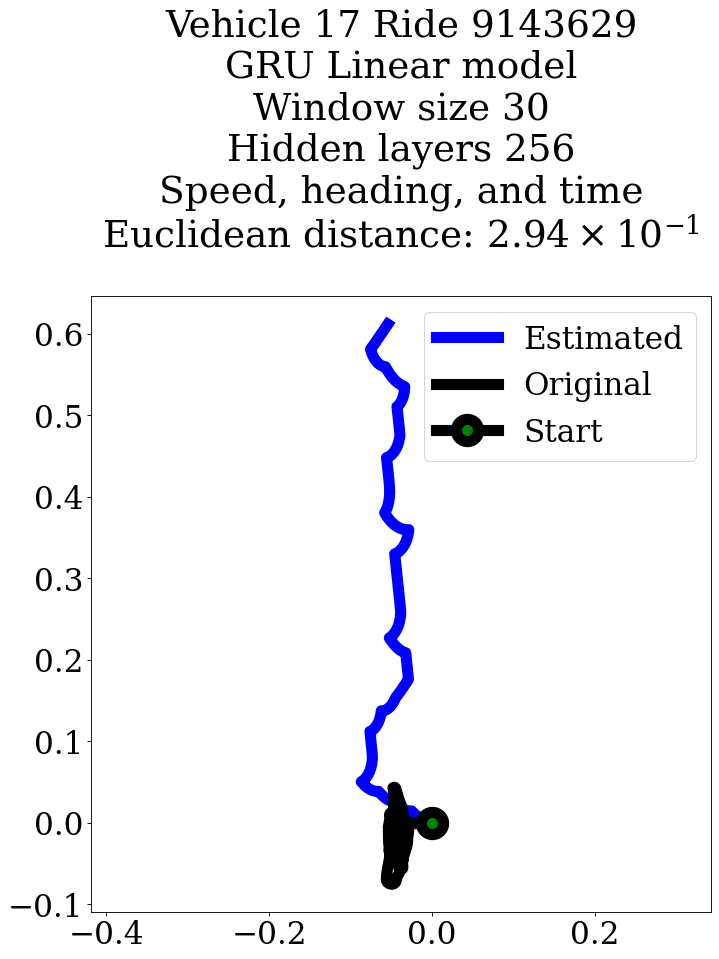 Vehicle 17 Ride 9143629
GRU Linear model
Window size 30
Hidden layers 256
Speed, heading, and time
Euclidean distance: 2.94 × 10⁻¹
Estimated
Original
Start
0.6
0.5
0.4
0.3
0.2
0.1
0.0
−0.1
−0.4 −0.2 0.0 0.2